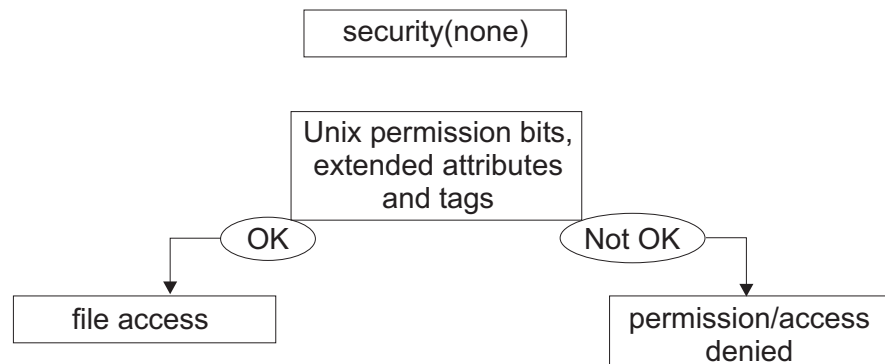 security(none)
Unix permission bits,
extended attributes
and tags
OK
Not OK
file access
permission/access
denied